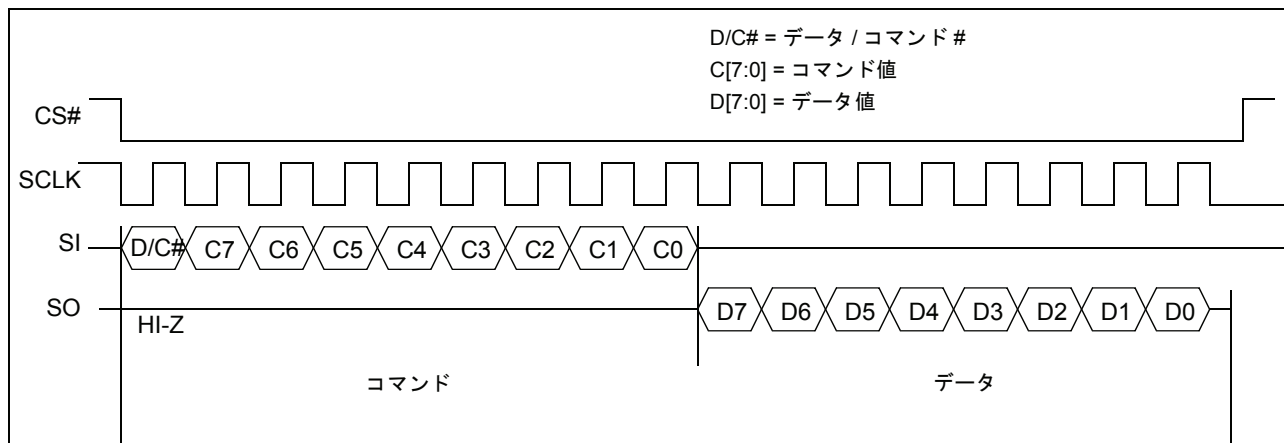 D/C# = データ / コマンド #
C[7:0] = コマンド値
D[7:0] = データ値
CS#
SCLK
SI D/C# C7 C6 C5 C4 C3 C2 C1 C0
SO HI-Z D7 D6 D5 D4 D3 D2 D1 D0
コマンド データ